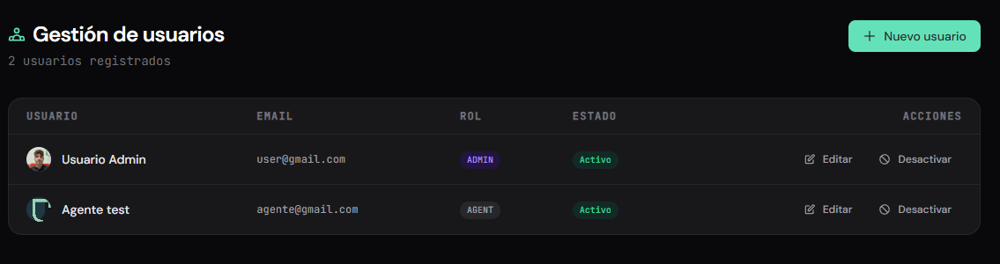 Gestión de usuarios
+ Nuevo usuario
2 usuarios registrados
USUARIO EMAIL ROL ESTADO ACCIONES
Usuario Admin user@gmail.com ADMIN Activo Editar Desactivar
Agente test agente@gmail.com AGENT Activo Editar Desactivar